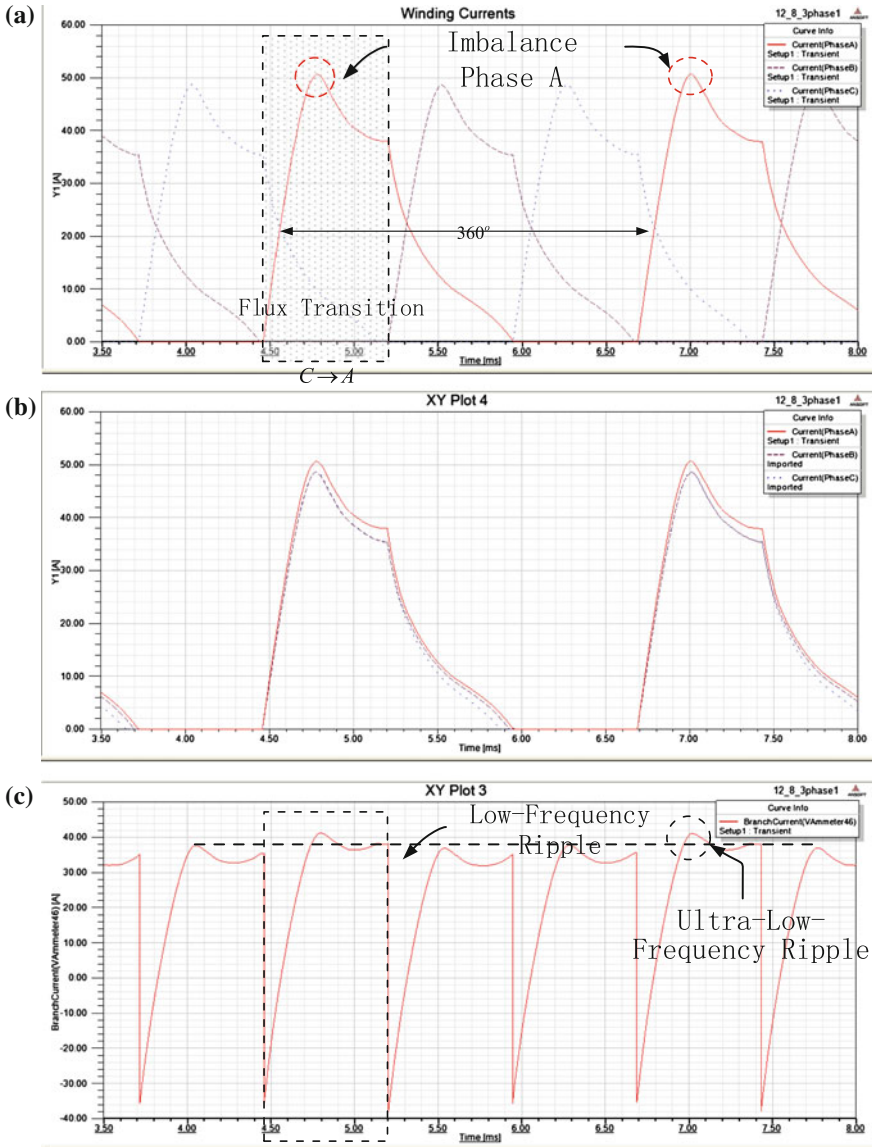 (a)
Winding Currents
12_8_3phase1
ANSOFT
Curve Info
Current(PhaseA)
Setup1 : Transient
Current(PhaseB)
Setup1 : Transient
Current(PhaseC)
Setup1 : Transient
Imbalance
Phase A
60.00
50.00
40.00
30.00
20.00
10.00
0.00
Y1 [A]
360°
Flux Transition
3.50
4.00
4.50
5.00
5.50
6.00
6.50
7.00
7.50
8.00
Time [ms]
C→A
(b)
XY Plot 4
12_8_3phase1
ANSOFT
Curve Info
Current(PhaseA)
Setup1 : Transient
Current(PhaseB)
Imported
Current(PhaseC)
Imported
60.00
50.00
40.00
30.00
20.00
10.00
0.00
Y1 [A]
3.50
4.00
4.50
5.00
5.50
6.00
6.50
7.00
7.50
8.00
Time [ms]
(c)
XY Plot 3
12_8_3phase1
ANSOFT
Curve Info
BranchCurrent(VAmmeter46)
Setup1 : Transient
Low-Frequency
Ripple
Ultra-Low-
Frequency Ripple
50.00
40.00
30.00
20.00
10.00
0.00
-10.00
-20.00
-30.00
-40.00
BranchCurrent(VAmmeter46) [A]
3.50
4.00
4.50
5.00
5.50
6.00
6.50
7.00
7.50
8.00
Time [ms]